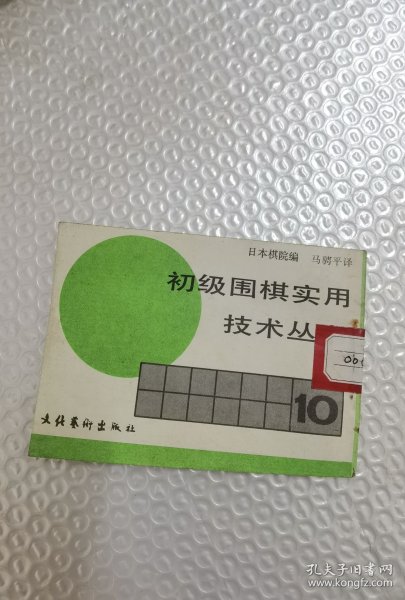 日本棋院编 马骋平译
初级围棋实用
技术丛
10
文化艺术出版社
孔夫子旧书网
www.kongfz.com